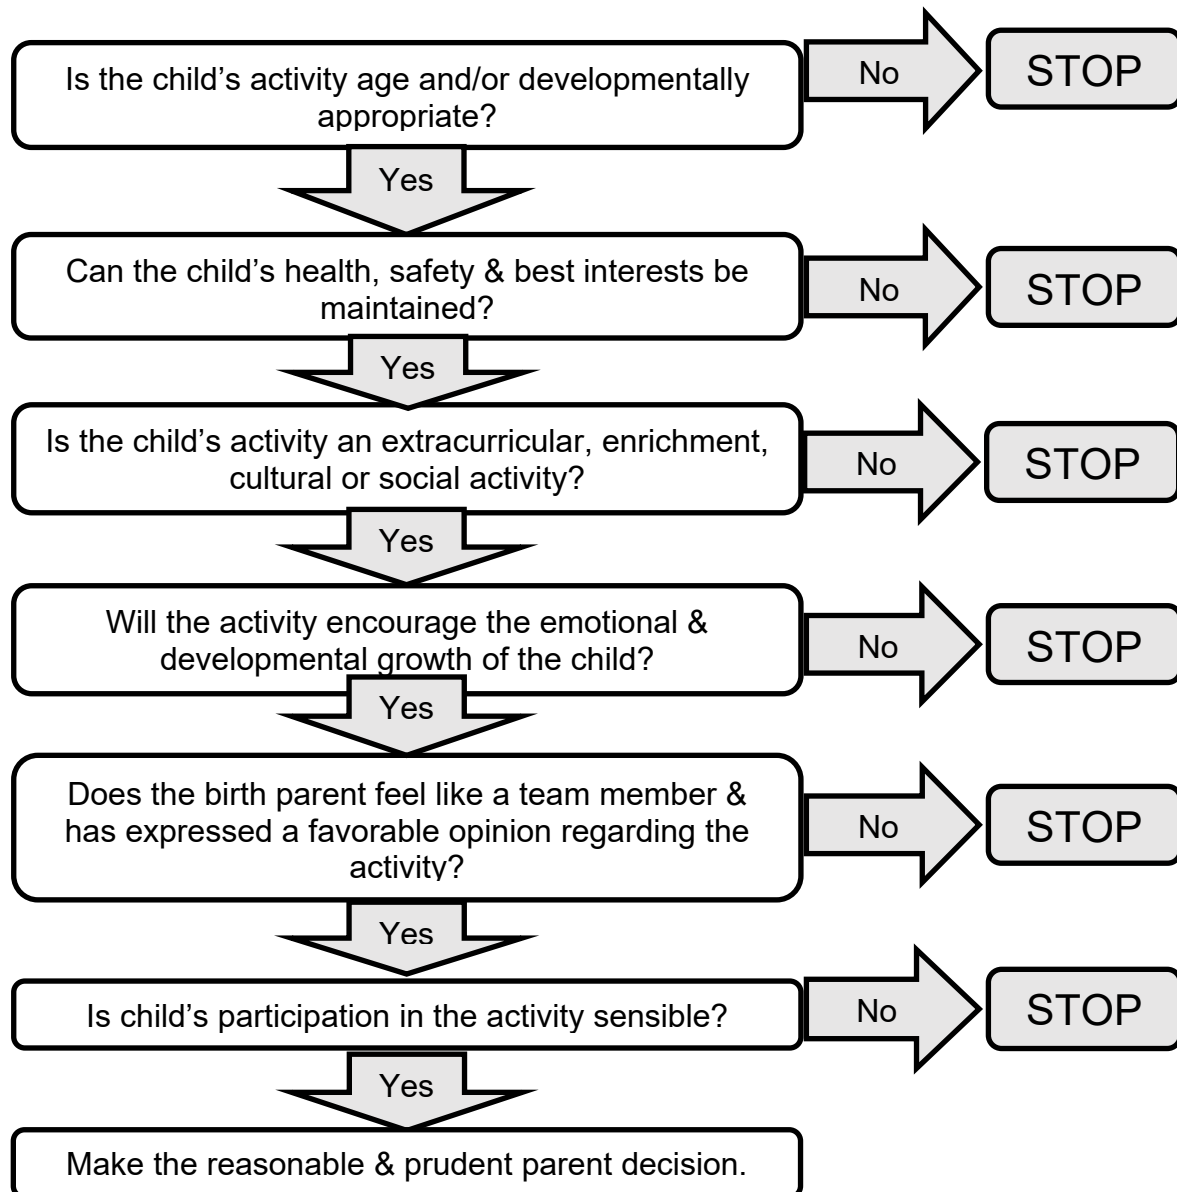 Is the child’s activity age and/or developmentally
appropriate?
No
STOP
Yes
Can the child’s health, safety & best interests be
maintained?
No
STOP
Yes
Is the child’s activity an extracurricular, enrichment,
cultural or social activity?
No
STOP
Yes
Will the activity encourage the emotional &
developmental growth of the child?
No
STOP
Yes
Does the birth parent feel like a team member &
has expressed a favorable opinion regarding the
activity?
No
STOP
Yes
Is child’s participation in the activity sensible?
No
STOP
Yes
Make the reasonable & prudent parent decision.